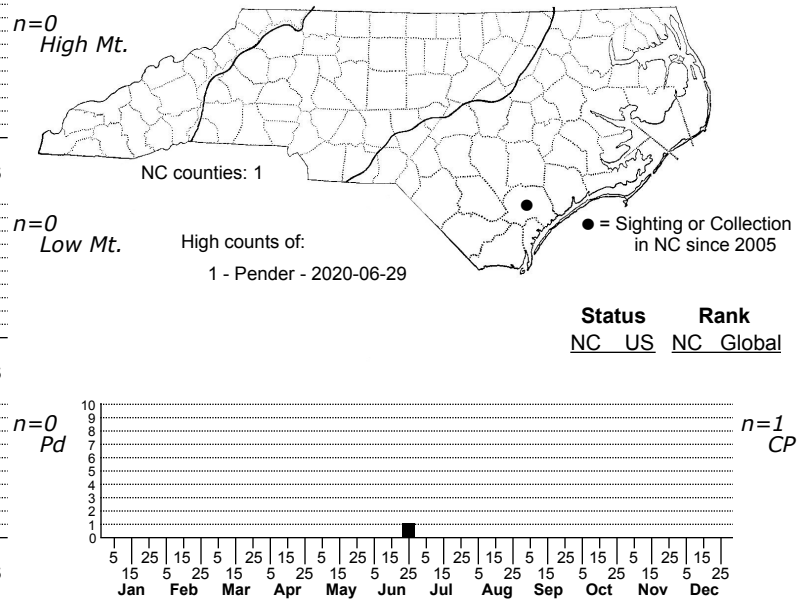 n=0
High Mt.
NC counties: 1
n=0
Low Mt.
High counts of:
1 - Pender - 2020-06-29
● = Sighting or Collection
in NC since 2005
Status Rank
NC US NC Global
n=0
Pd
10
9
8
7
6
5
4
3
2
1
0
n=1
CP
5 25 15 5 25 15 5 25 15 5 25 15 5 25 15 5 25 15 5 25 15 5 25 15
15 5 25 15 5 25 15 5 25 15 5 25
Jan Feb Mar Apr May Jun Jul Aug Sep Oct Nov Dec